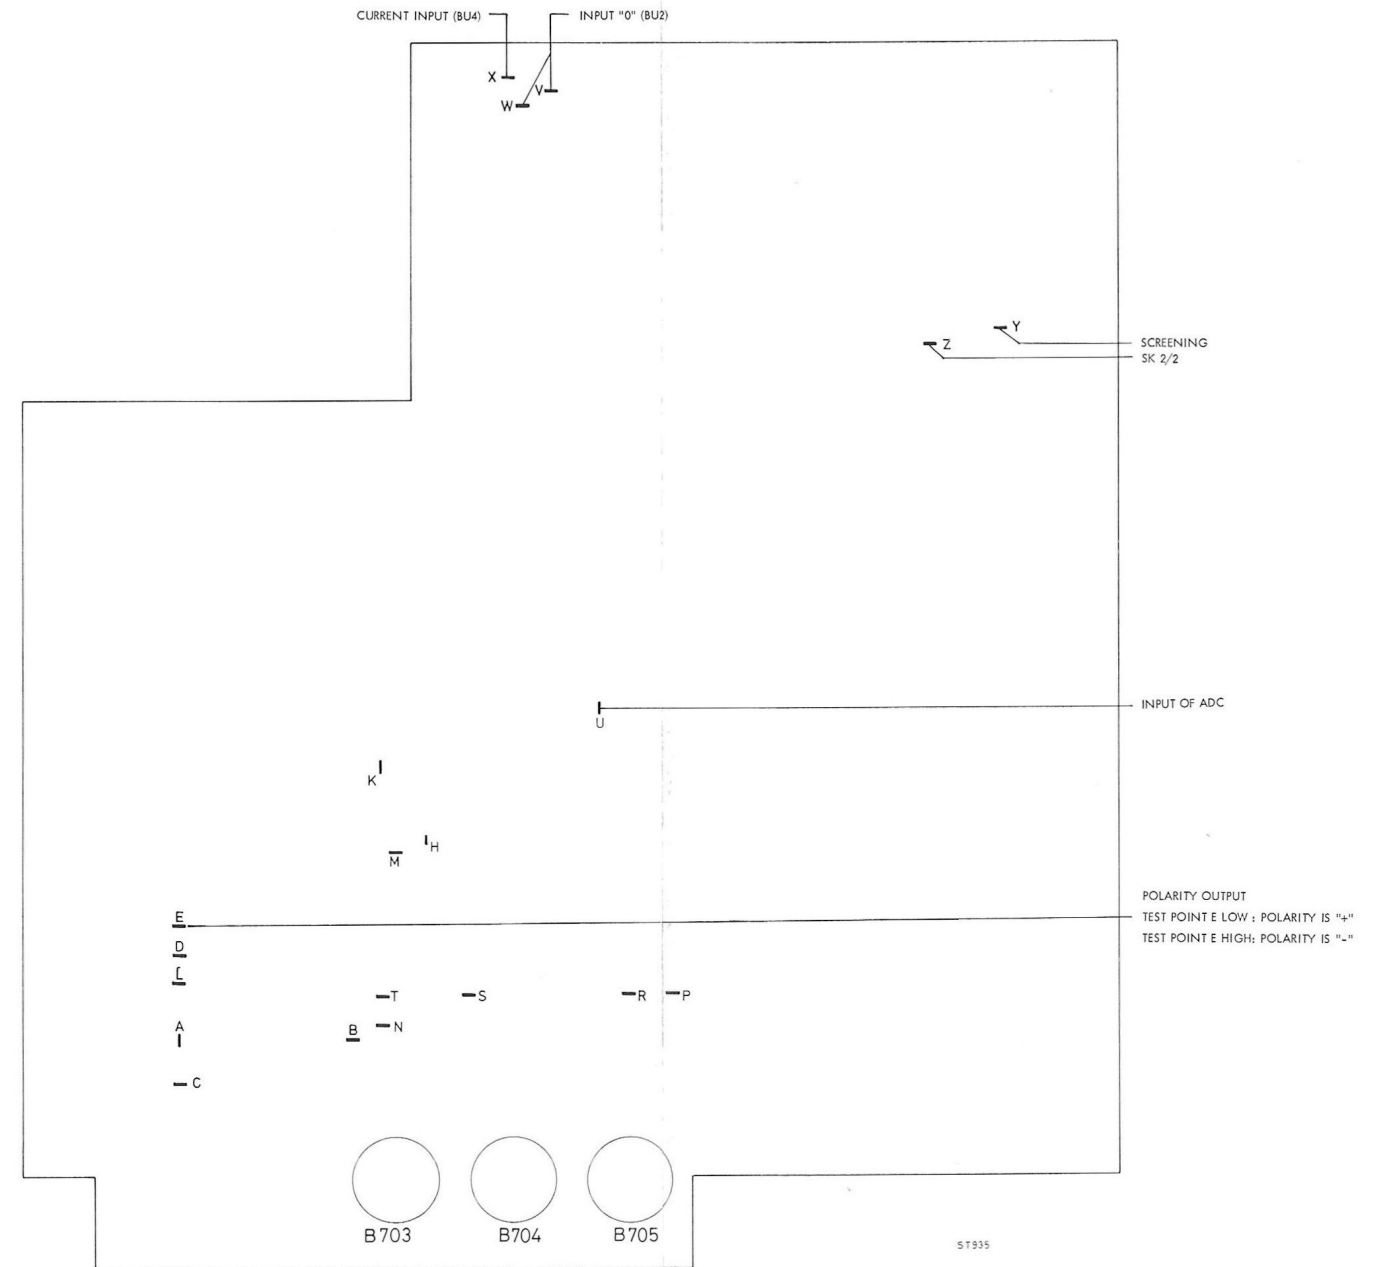 CURRENT INPUT (BU4)
INPUT "0" (BU2)
X
V
W
Y
Z
SCREENING
SK 2/2
INPUT OF ADC
U
K
H
M
POLARITY OUTPUT
E
TEST POINT E LOW : POLARITY IS "+"
TEST POINT E HIGH: POLARITY IS "-"
D
T
S
R
P
A
B
N
C
B703
B704
B705
ST935